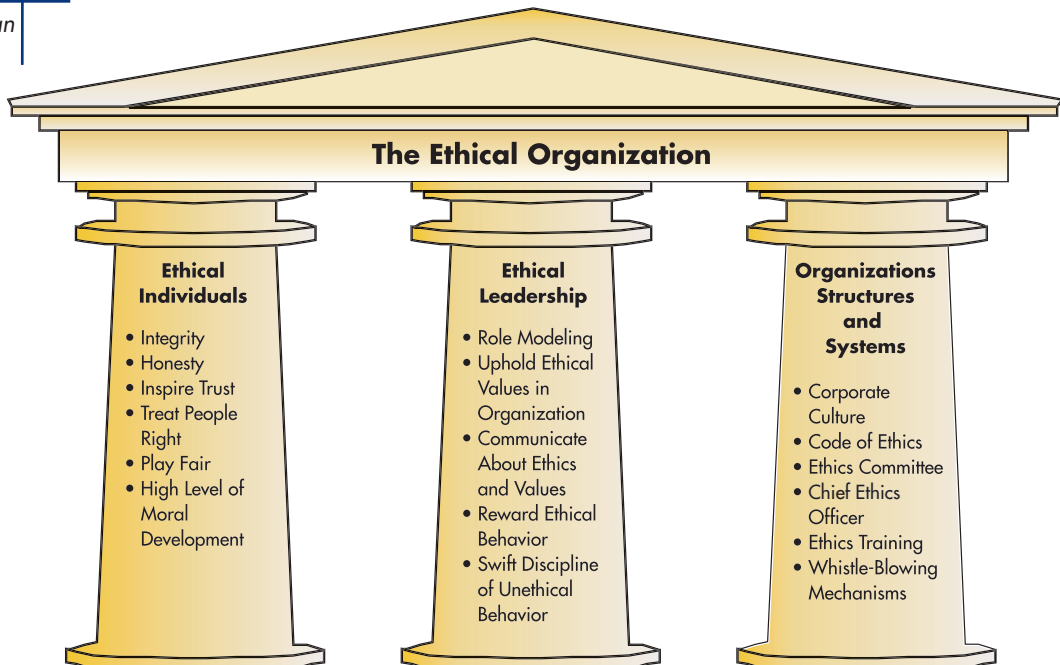 The Ethical Organization
Ethical
Individuals
• Integrity
• Honesty
• Inspire Trust
• Treat People
Right
• Play Fair
• High Level of
Moral
Development
Ethical
Leadership
• Role Modeling
• Uphold Ethical
Values in
Organization
• Communicate
About Ethics
and Values
• Reward Ethical
Behavior
• Swift Discipline
of Unethical
Behavior
Organizations
Structures
and
Systems
• Corporate
Culture
• Code of Ethics
• Ethics Committee
• Chief Ethics
Officer
• Ethics Training
• Whistle-Blowing
Mechanisms